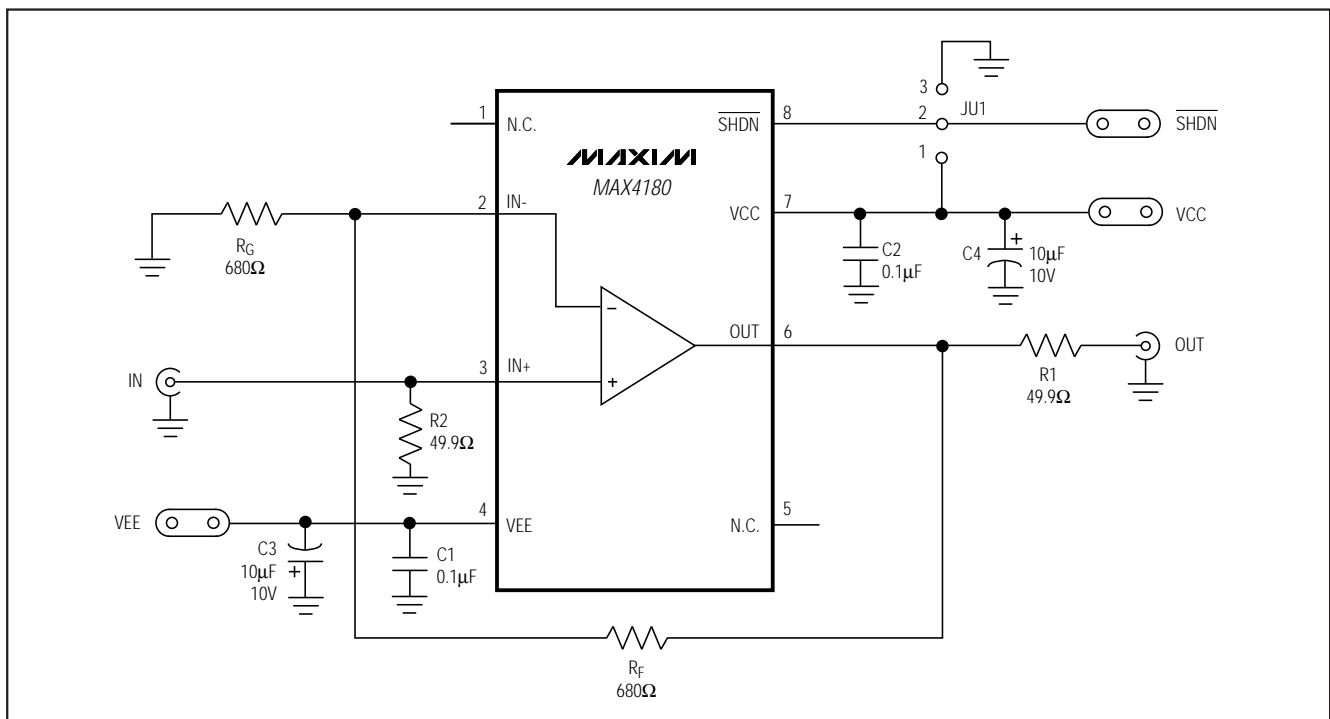 3
2
JU1
1
1
N.C.
SHDN
8
SHDN
MAXIM
MAX4180
2
IN-
VCC
7
VCC
RG
680Ω
C2
0.1μF
C4
+
10μF
10V
−
OUT
6
OUT
IN
3
IN+
+
R1
49.9Ω
R2
49.9Ω
VEE
4
VEE
5
N.C.
C3
10μF
10V
+
C1
0.1μF
RF
680Ω